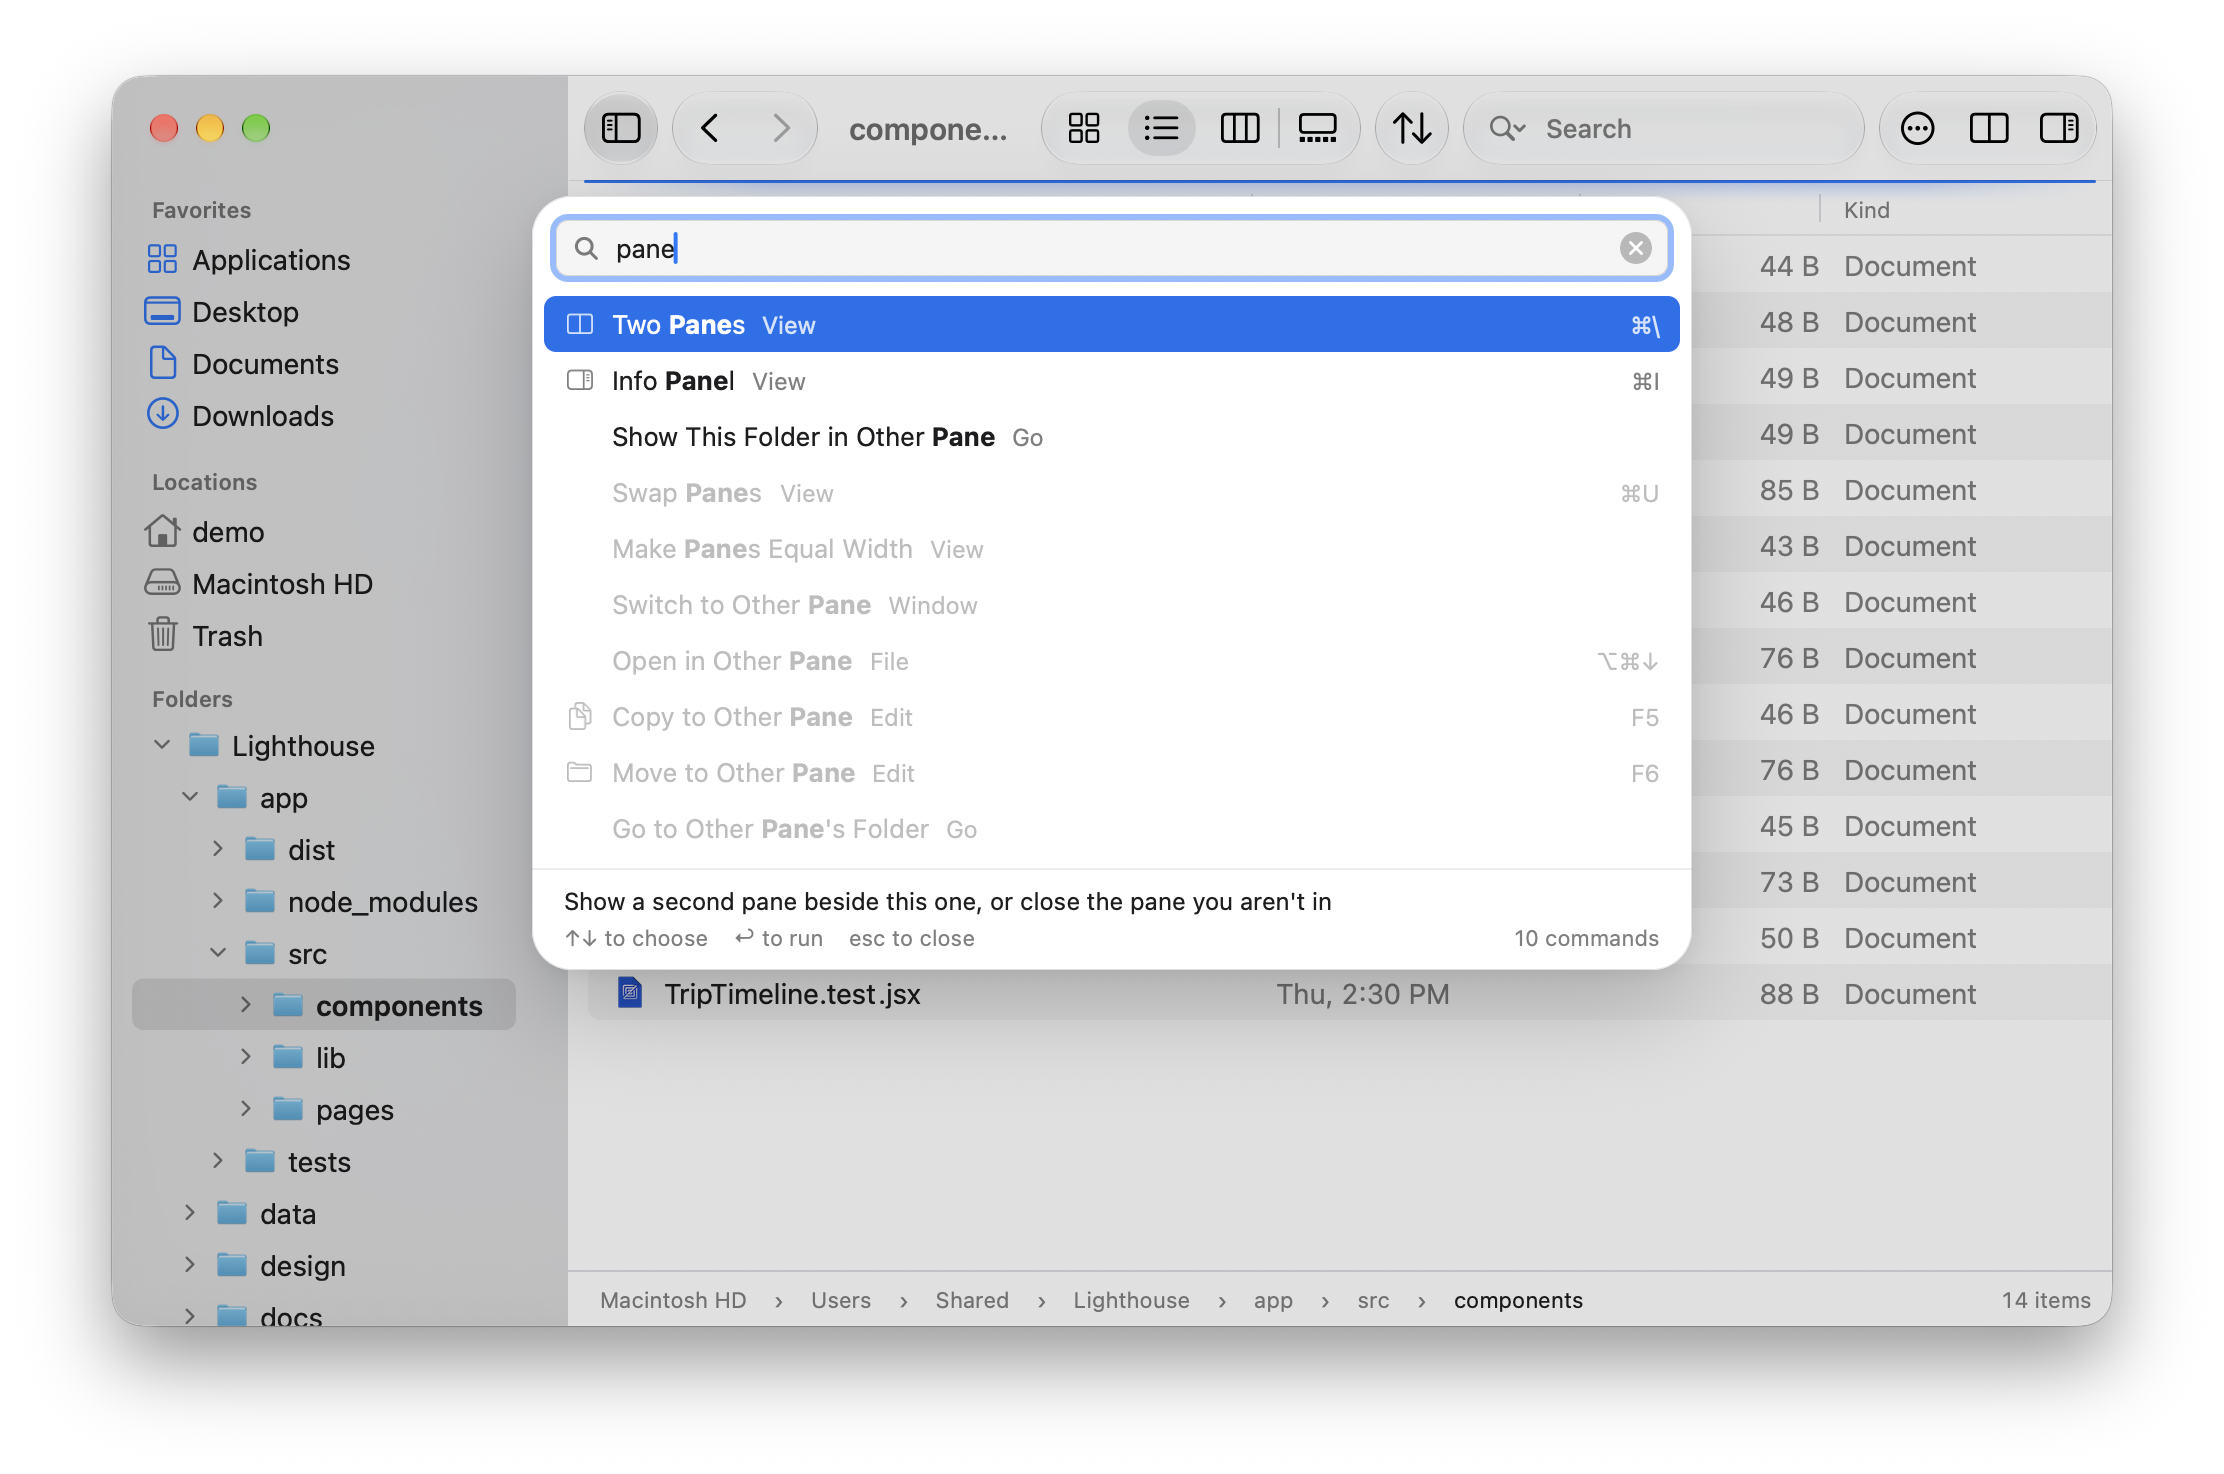 compone...
Search
Favorites
Applications
Desktop
Documents
Downloads
Locations
demo
Macintosh HD
Trash
Folders
Lighthouse
app
dist
node_modules
src
components
lib
pages
tests
data
design
docs
pane
Two Panes View ⌘\
Info Panel View ⌘I
Show This Folder in Other Pane Go
Swap Panes View ⌘U
Make Panes Equal Width View
Switch to Other Pane Window
Open in Other Pane File ⌥⌘↓
Copy to Other Pane Edit F5
Move to Other Pane Edit F6
Go to Other Pane's Folder Go
Show a second pane beside this one, or close the pane you aren't in
↑↓ to choose ↩ to run esc to close 10 commands
Kind
44 B Document
48 B Document
49 B Document
49 B Document
85 B Document
43 B Document
46 B Document
76 B Document
46 B Document
76 B Document
45 B Document
73 B Document
50 B Document
TripTimeline.test.jsx Thu, 2:30 PM 88 B Document
Macintosh HD › Users › Shared › Lighthouse › app › src › components 14 items